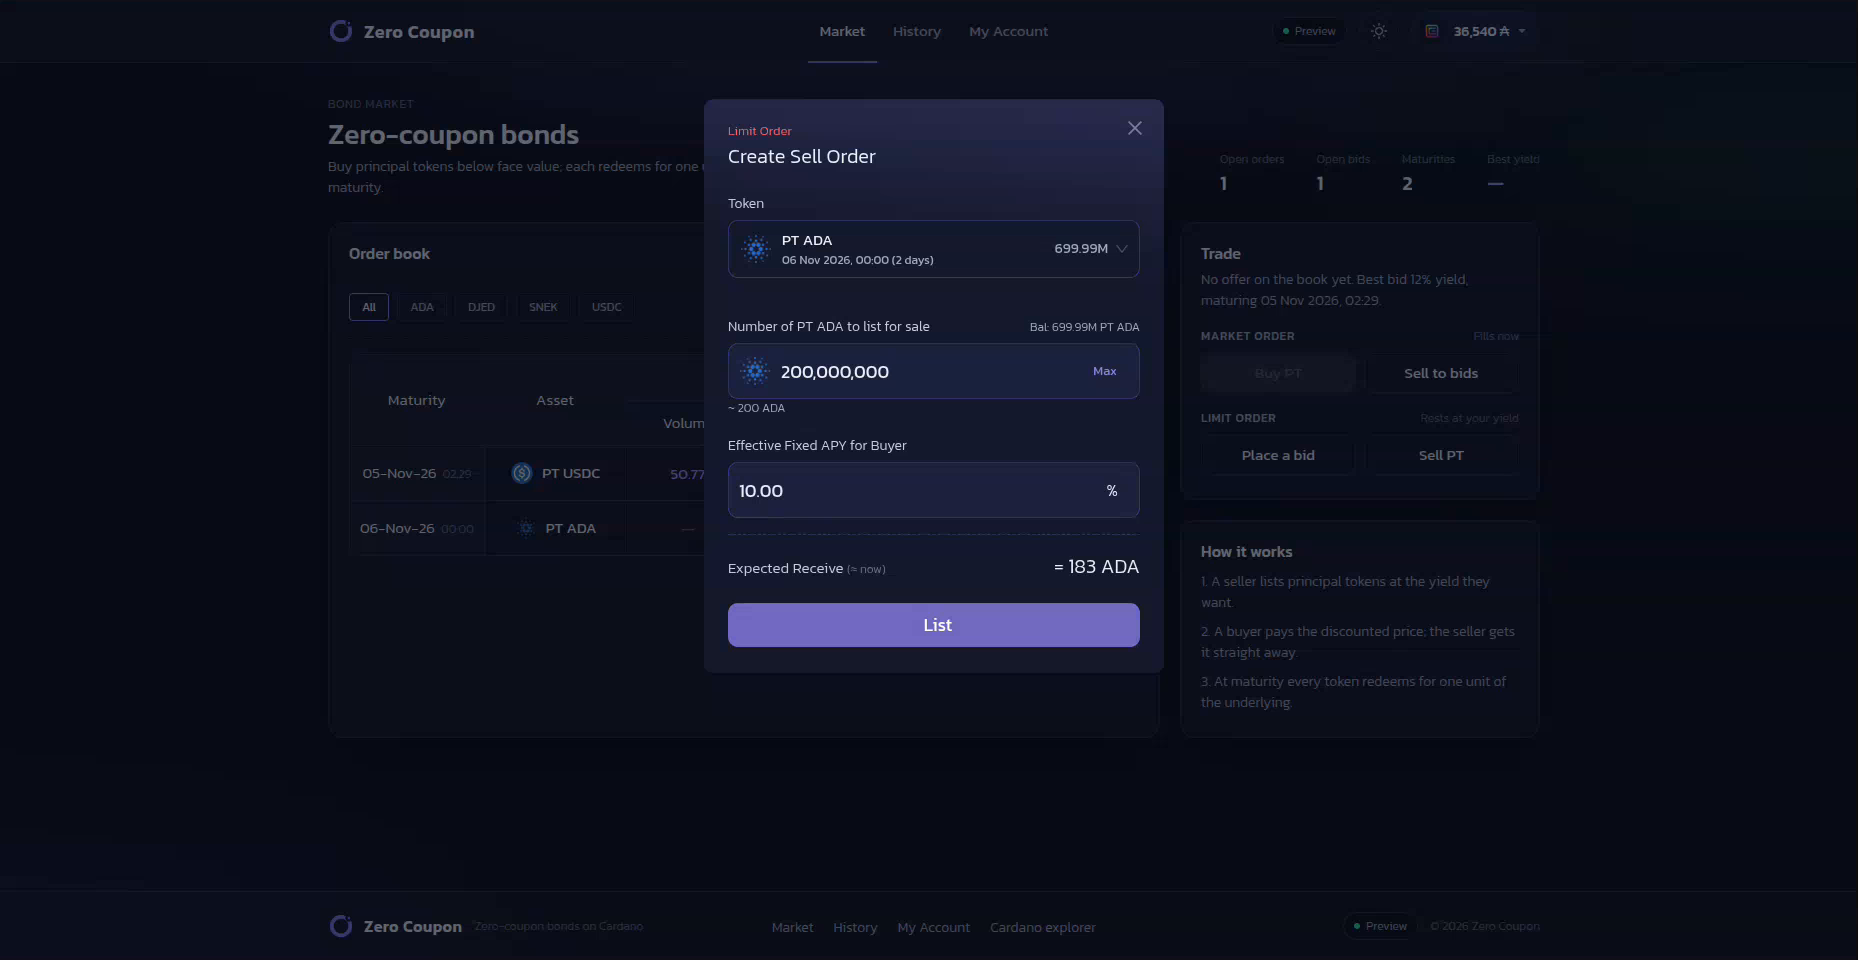 Zero Coupon
Market
History
My Account
Preview
36,540 ₳
BOND MARKET
Zero-coupon bonds
Buy principal tokens below face value; each redeems for one
maturity.
Open orders
1
Open bids
1
Maturities
2
Best yield
—
Order book
All
ADA
DJED
SNEK
USDC
Maturity
Asset
Volum
05-Nov-26 02:29
PT USDC
50.77
06-Nov-26 00:00
PT ADA
—
Limit Order
Create Sell Order
Token
PT ADA
06 Nov 2026, 00:00 (2 days)
699.99M
Number of PT ADA to list for sale
Bal: 699.99M PT ADA
200,000,000
Max
~ 200 ADA
Effective Fixed APY for Buyer
10.00
%
Expected Receive (≈ now)
= 183 ADA
List
Trade
No offer on the book yet. Best bid 12% yield,
maturing 05 Nov 2026, 02:29.
MARKET ORDER
Fills now
Buy PT
Sell to bids
LIMIT ORDER
Rests at your yield
Place a bid
Sell PT
How it works
1. A seller lists principal tokens at the yield they
want.
2. A buyer pays the discounted price; the seller gets
it straight away.
3. At maturity every token redeems for one unit of
the underlying.
Zero Coupon
Zero-coupon bonds on Cardano
Market
History
My Account
Cardano explorer
Preview
© 2026 Zero Coupon